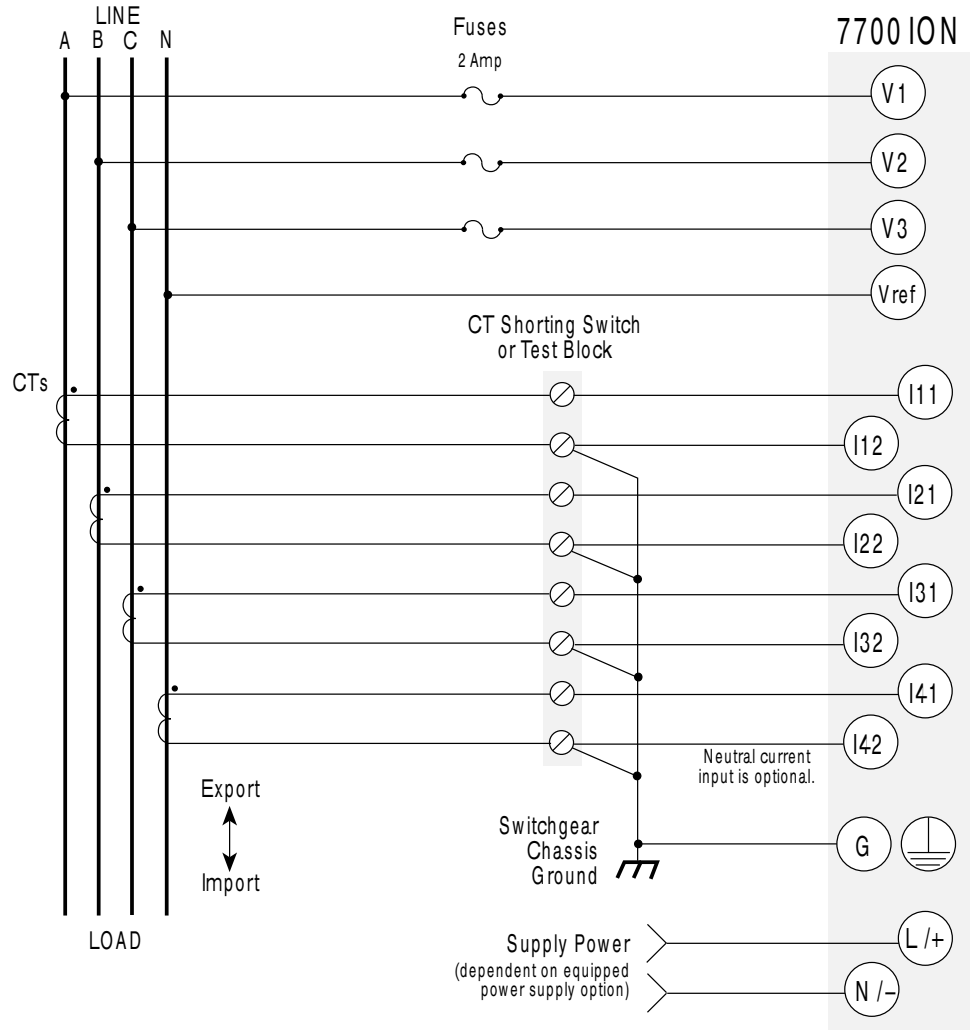 LINE
A B C N
Fuses
2 Amp
7700 ION
V1
V2
V3
Vref
CT Shorting Switch
or Test Block
CTs
I11
I12
I21
I22
I31
I32
I41
I42
Neutral current
input is optional.
Export
Import
Switchgear
Chassis
Ground
G
LOAD
Supply Power
(dependent on equipped
power supply option)
L /+
N /–